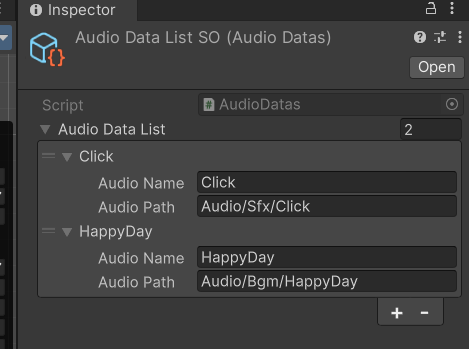 Inspector
Audio Data List SO (Audio Datas)
Open
Script
AudioDatas
Audio Data List
2
Click
Audio Name
Click
Audio Path
Audio/Sfx/Click
HappyDay
Audio Name
HappyDay
Audio Path
Audio/Bgm/HappyDay
+ -